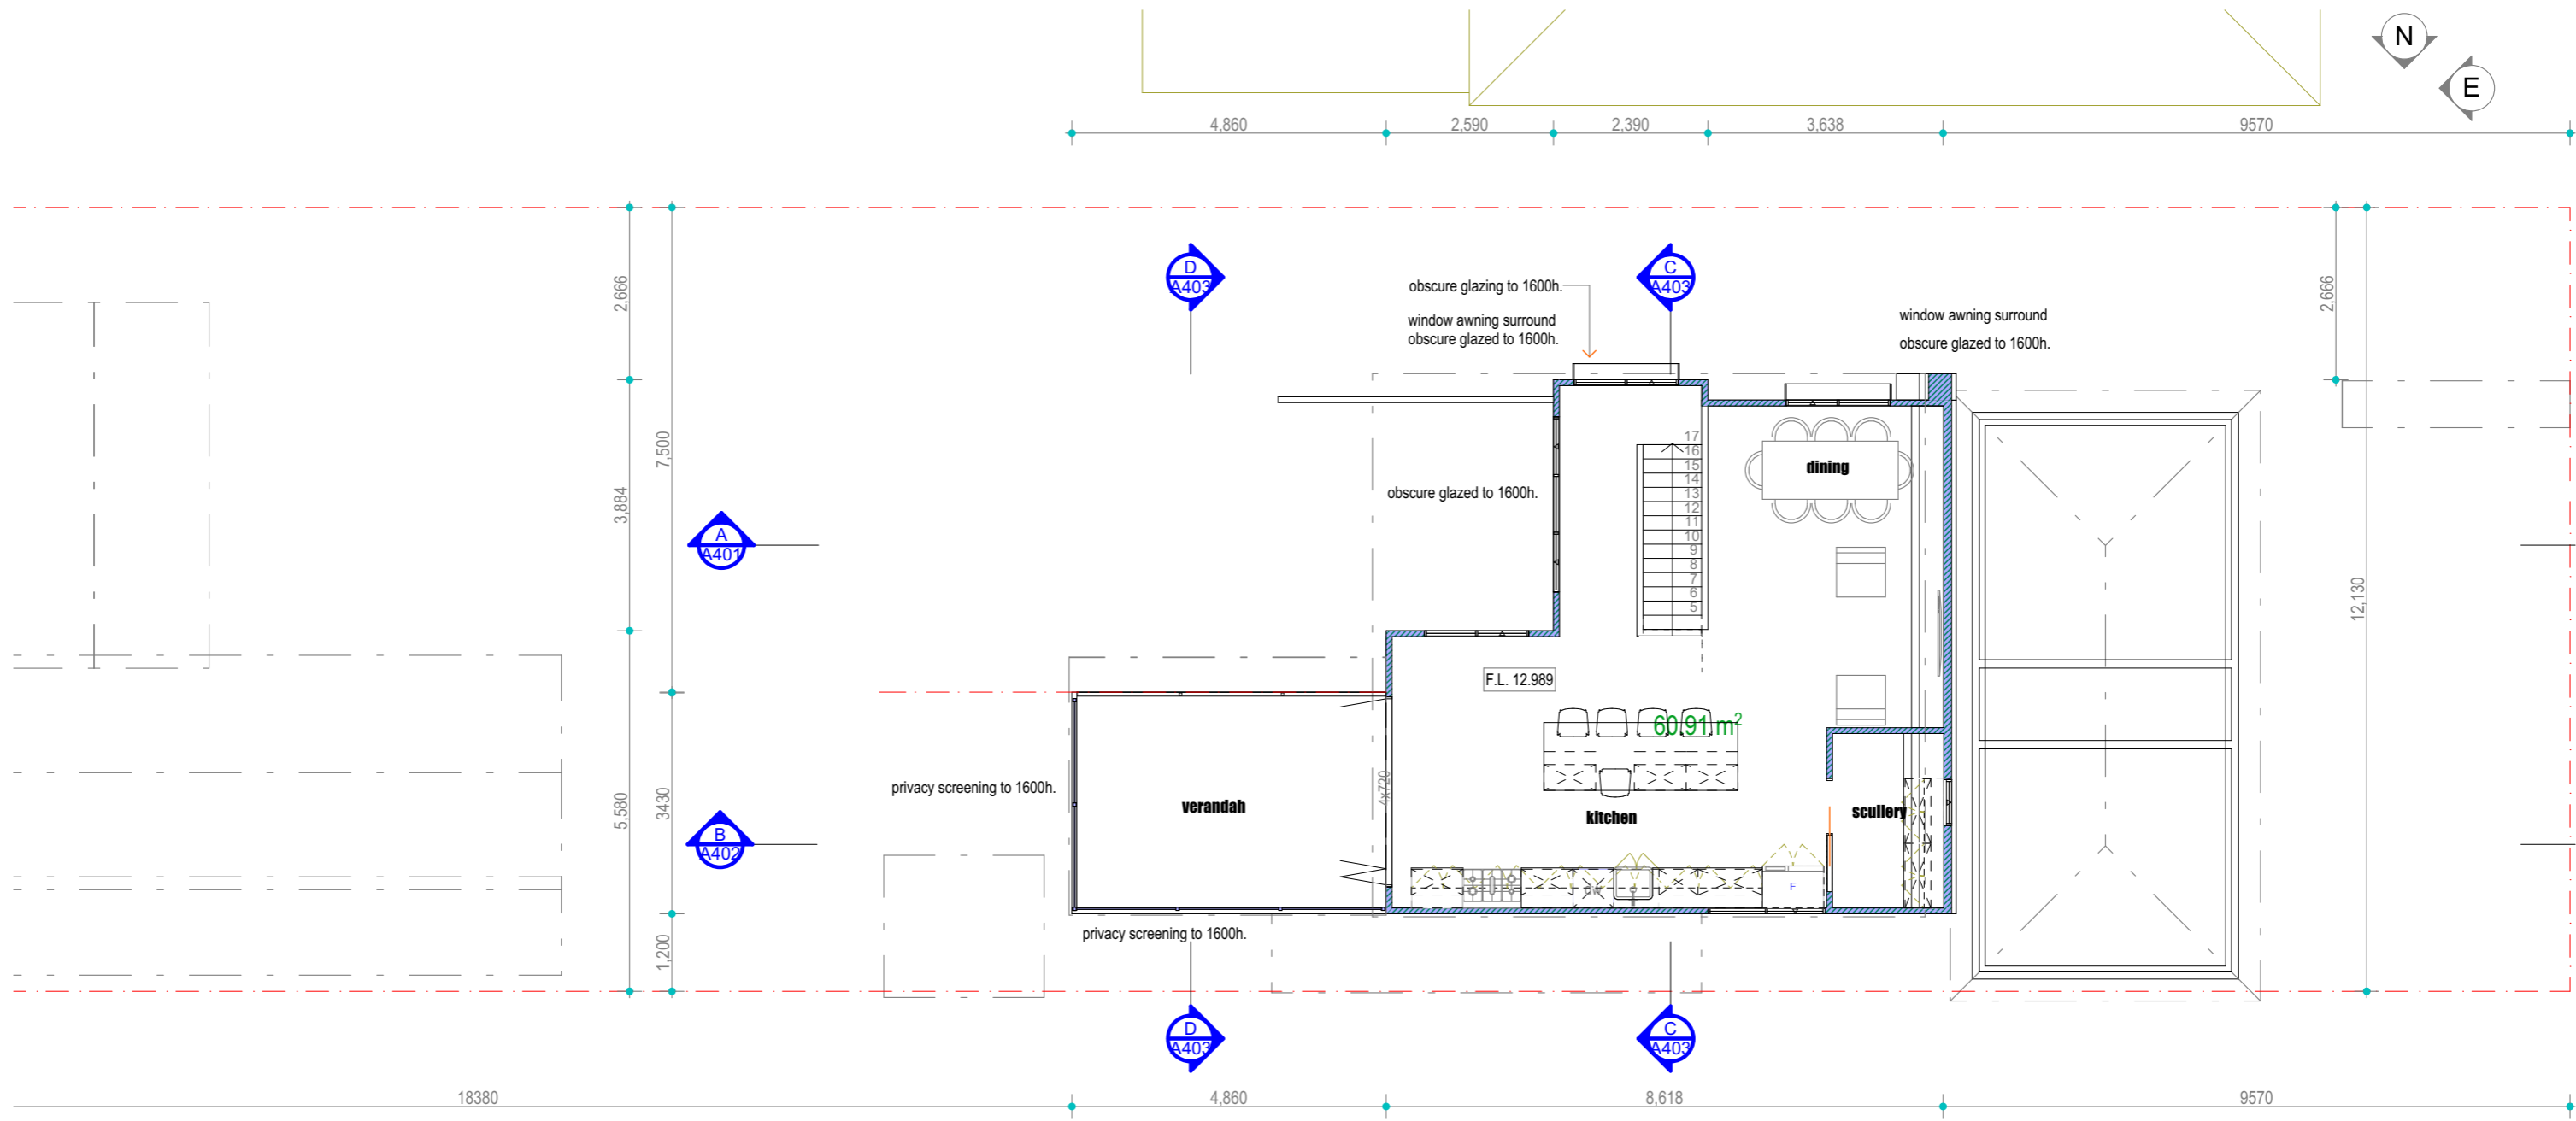 N
E
4,860
2,590
2,390
3,638
9570
2,666
7,500
3,884
5,580
3430
1,200
D
A403
C
A403
obscure glazing to 1600h.
window awning surround
obscure glazed to 1600h.
window awning surround
obscure glazed to 1600h.
2,666
12,130
A
A401
B
A402
obscure glazed to 1600h.
17
16
15
14
13
12
11
10
9
8
7
6
5
dining
F.L. 12.989
60.91 m²
4x720
privacy screening to 1600h.
verandah
kitchen
scullery
F
privacy screening to 1600h.
D
A403
C
A403
18380
4,860
8,618
9570